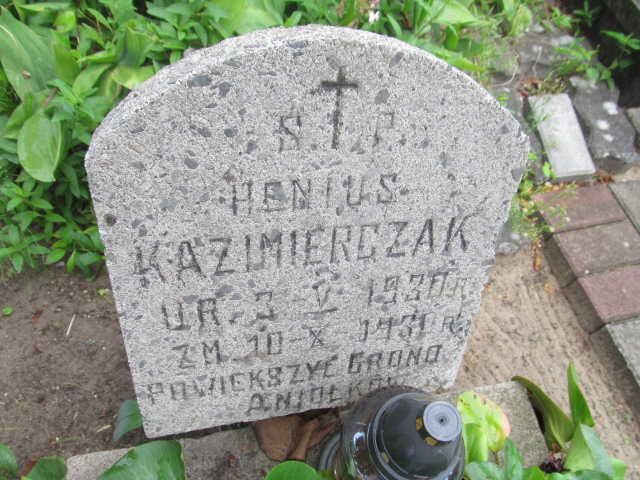 S. P.
HENIUS
KAZIMIERCZAK
UR. 3 - V - 1930 R.
ZM. 10 - X - 1931 R.
POWIĘKSZYĆ GRONO
ANIOŁKÓW